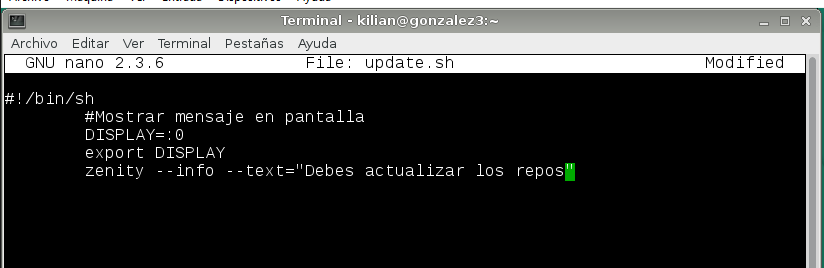 Terminal - kilian@gonzalez3:~
Archivo Editar Ver Terminal Pestañas Ayuda
GNU nano 2.3.6 File: update.sh Modified
#!/bin/sh
#Mostrar mensaje en pantalla
DISPLAY=:0
export DISPLAY
zenity --info --text="Debes actualizar los repos"